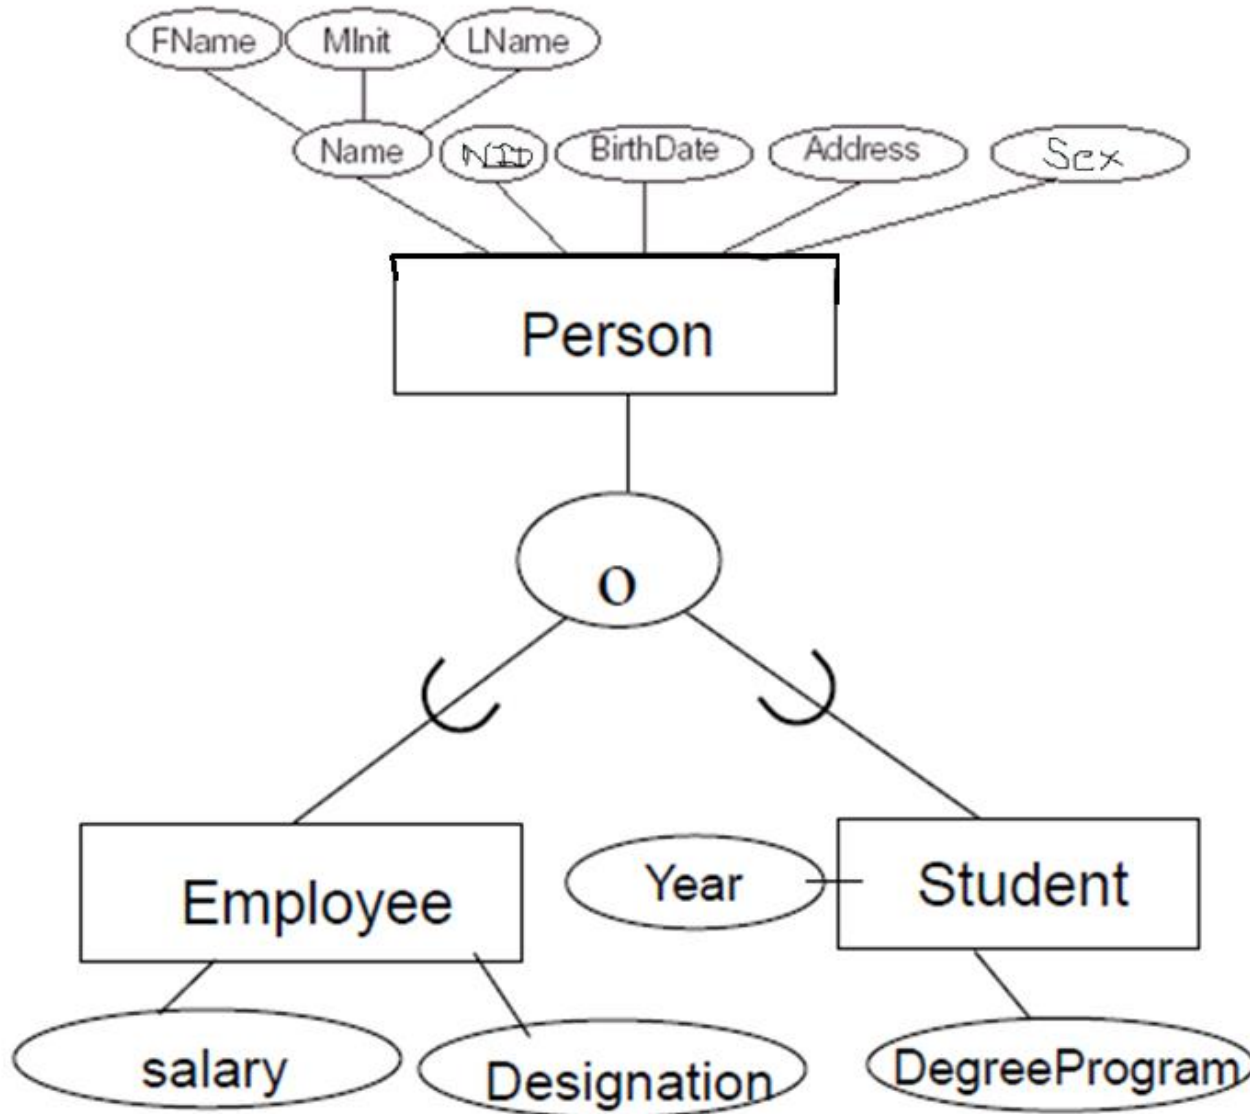 FName MInit LName
Name NID BirthDate Address Sex
Person
o
Employee Year Student
salary Designation DegreeProgram